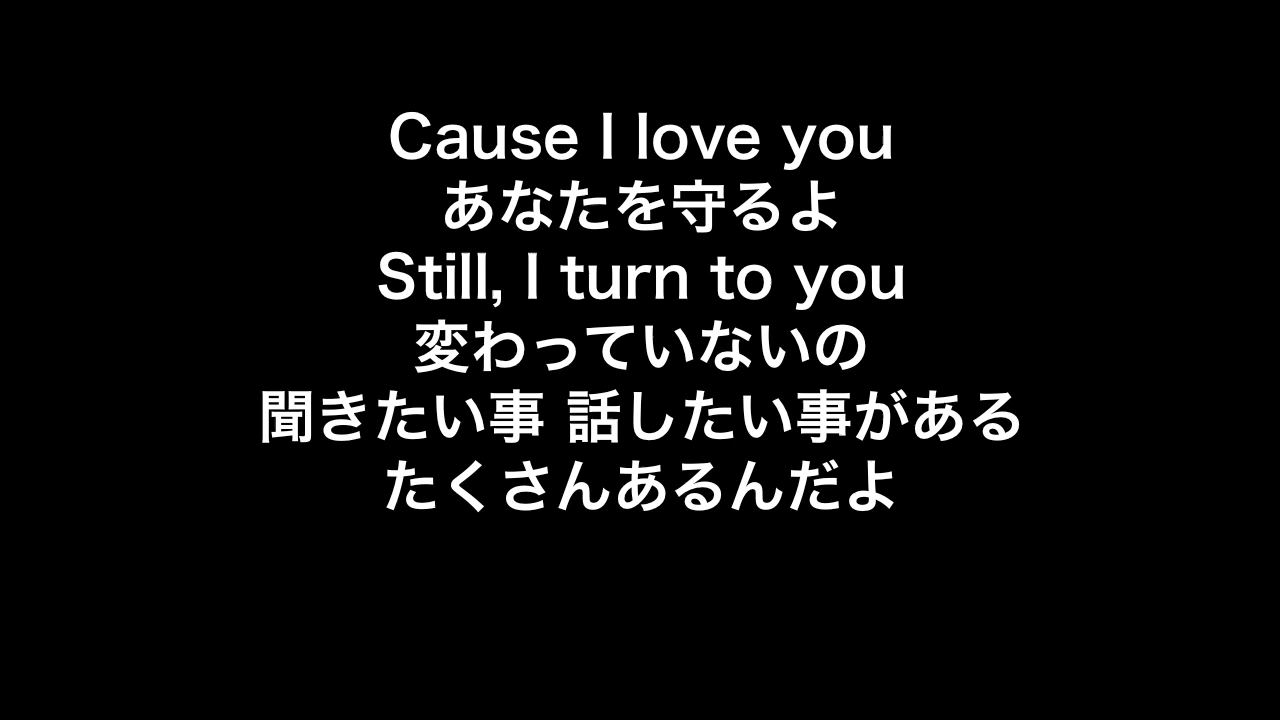 Cause I love you
あなたを守るよ
Still, I turn to you
変わっていないの
聞きたい事 話したい事がある
たくさんあるんだよ